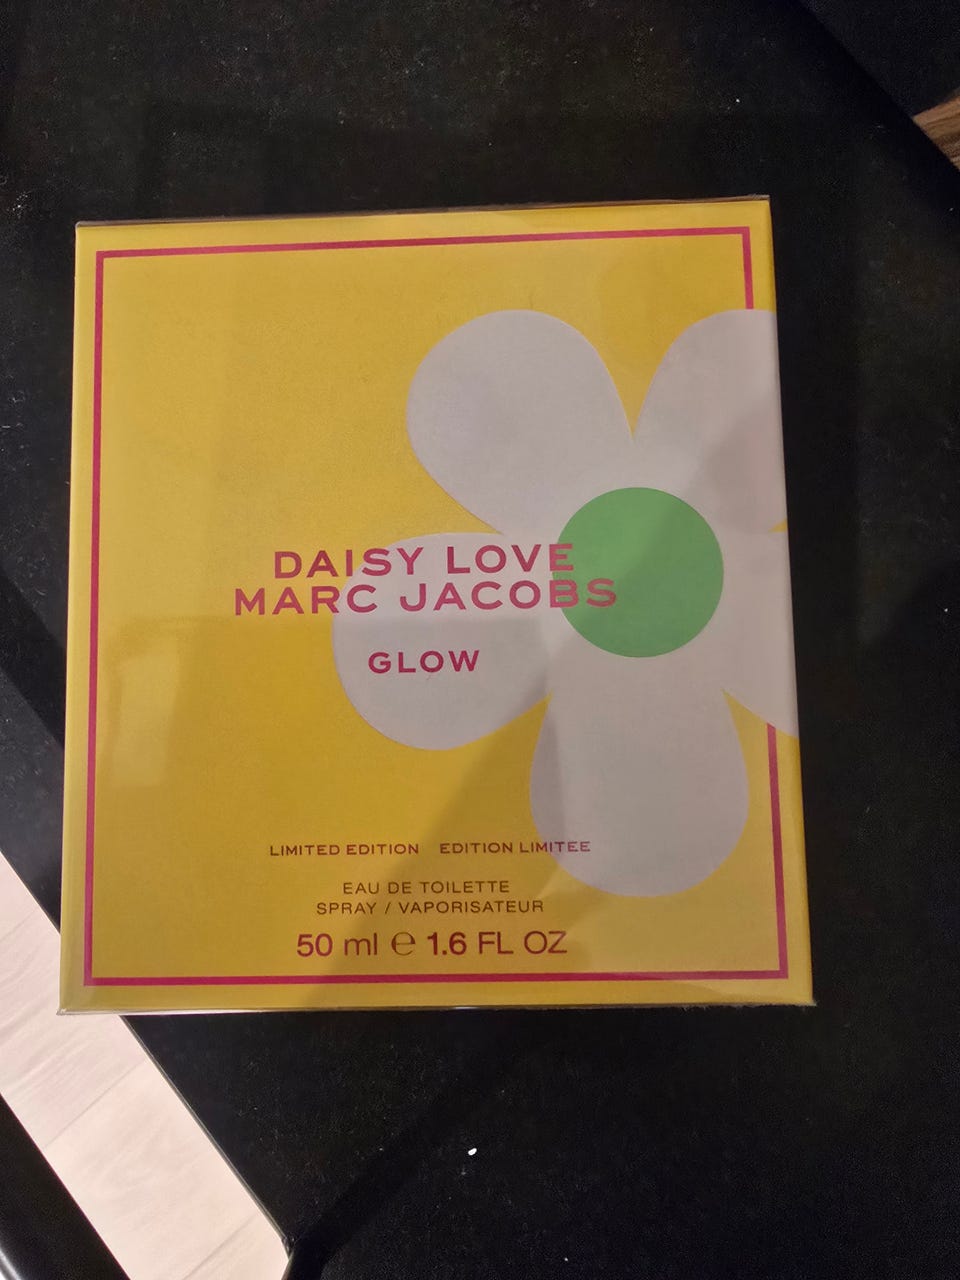 DAISY LOVE
MARC JACOBS
GLOW
LIMITED EDITION EDITION LIMITEE
EAU DE TOILETTE
SPRAY / VAPORISATEUR
50 ml ℮ 1.6 FL OZ